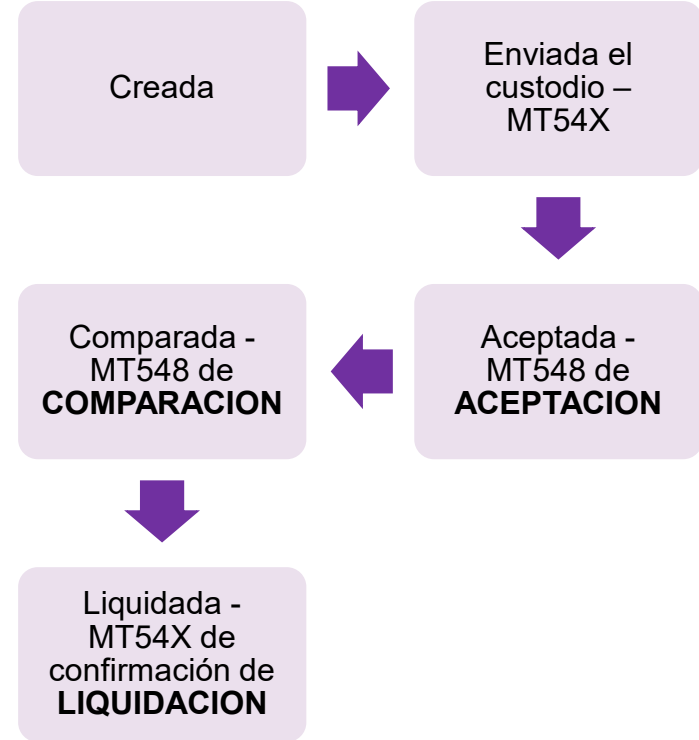 Creada
Enviada el
custodio –
MT54X
Aceptada -
MT548 de
ACEPTACION
Comparada -
MT548 de
COMPARACION
Liquidada -
MT54X de
confirmación de
LIQUIDACION